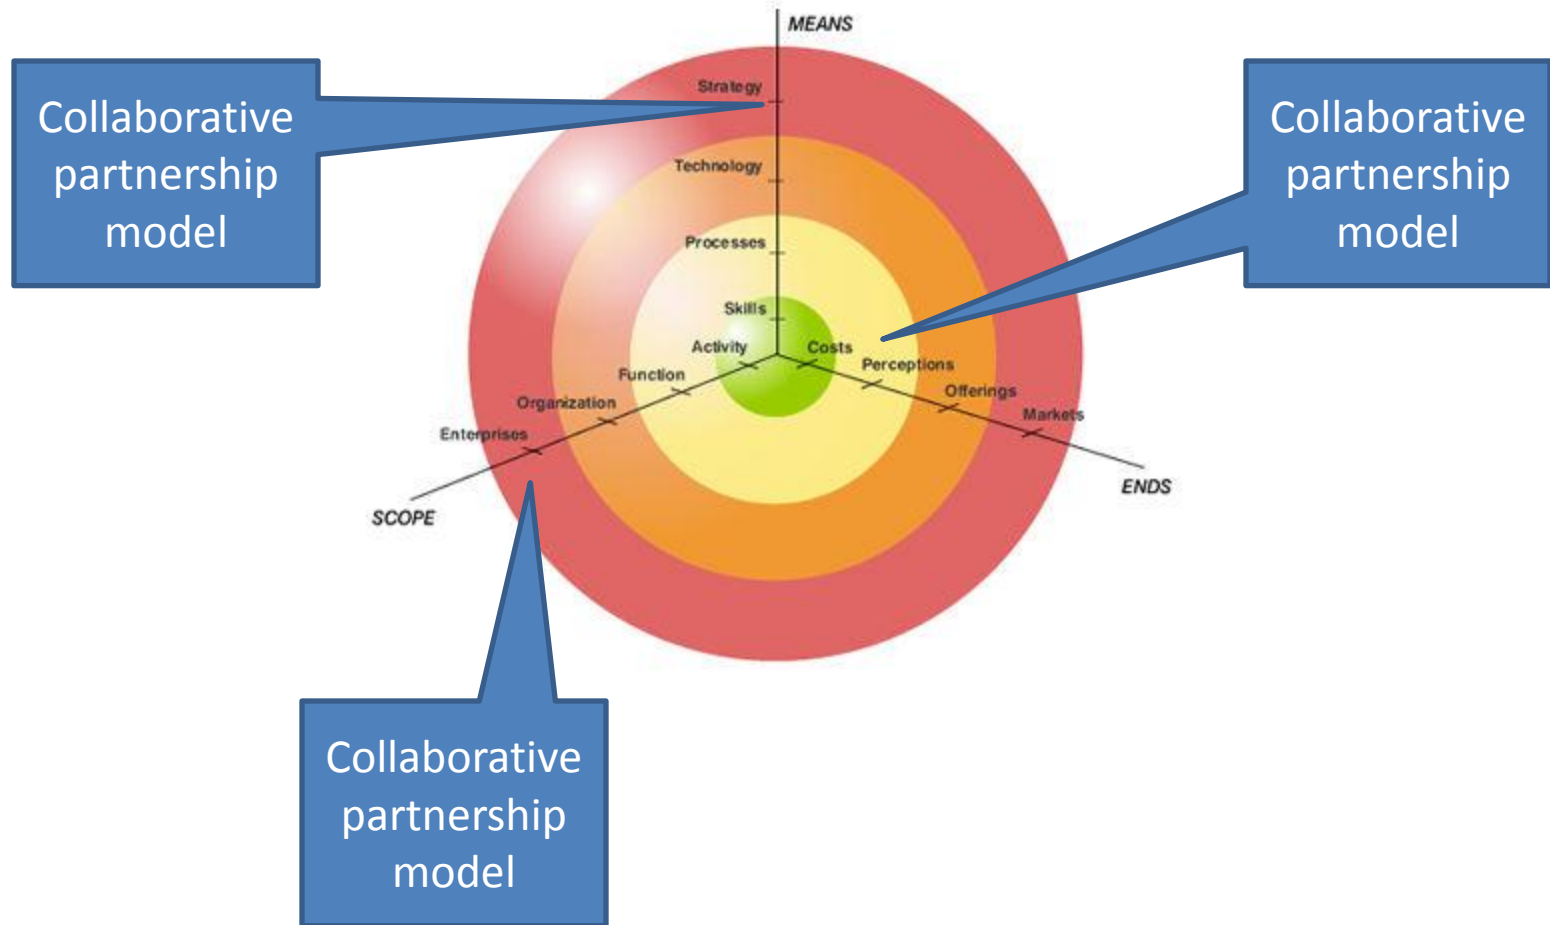 MEANS
Collaborative
partnership
model
Strategy
Collaborative
partnership
model
Technology
Processes
Skills
Activity
Costs
Function
Perceptions
Organization
Offerings
Enterprises
Markets
SCOPE
ENDS
Collaborative
partnership
model